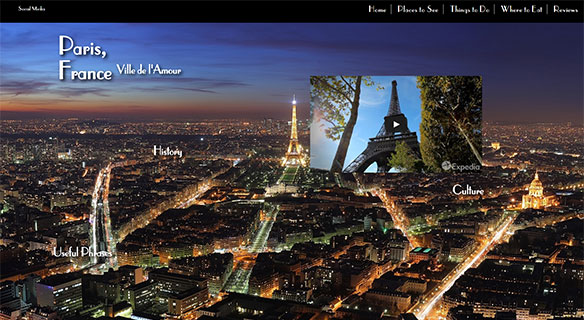 Social Media
Home | Places to See | Things to Do | Where to Eat | Reviews
Paris,
France
Ville de l'Amour
History
Expedia
Culture
Useful Phrases